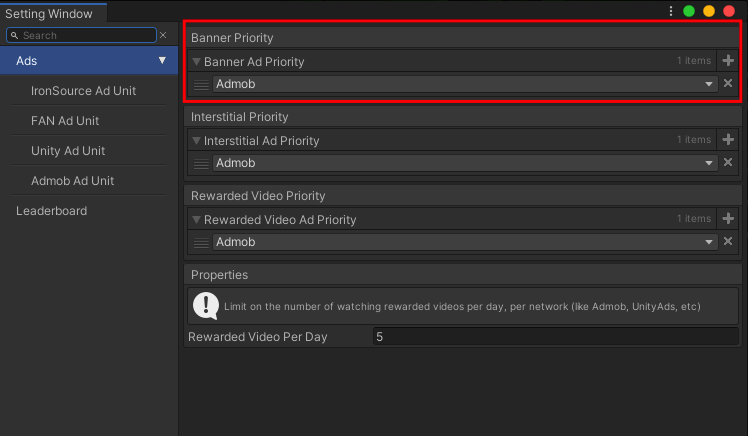 Setting Window
Search
Ads
IronSource Ad Unit
FAN Ad Unit
Unity Ad Unit
Admob Ad Unit
Leaderboard
Banner Priority
Banner Ad Priority 1 items
Admob
Interstitial Priority
Interstitial Ad Priority 1 items
Admob
Rewarded Video Priority
Rewarded Video Ad Priority 1 items
Admob
Properties
Limit on the number of watching rewarded videos per day, per network (like Admob, UnityAds, etc)
Rewarded Video Per Day 5